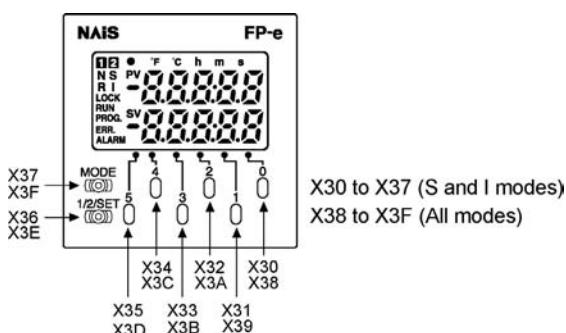 NAiS FP-e
1 2 °F °C h m s
N S PV
R I
LOCK
RUN
PROG. SV
ERR.
ALARM
8.8.8.8.8
8.8.8.8.8
MODE 4 2 0
1/2/SET 5 3 1
X37
X3F
X36
X3E
X30 to X37 (S and I modes)
X38 to X3F (All modes)
X34 X32 X30
X3C X3A X38
X35 X33 X31
X3D X3B X39